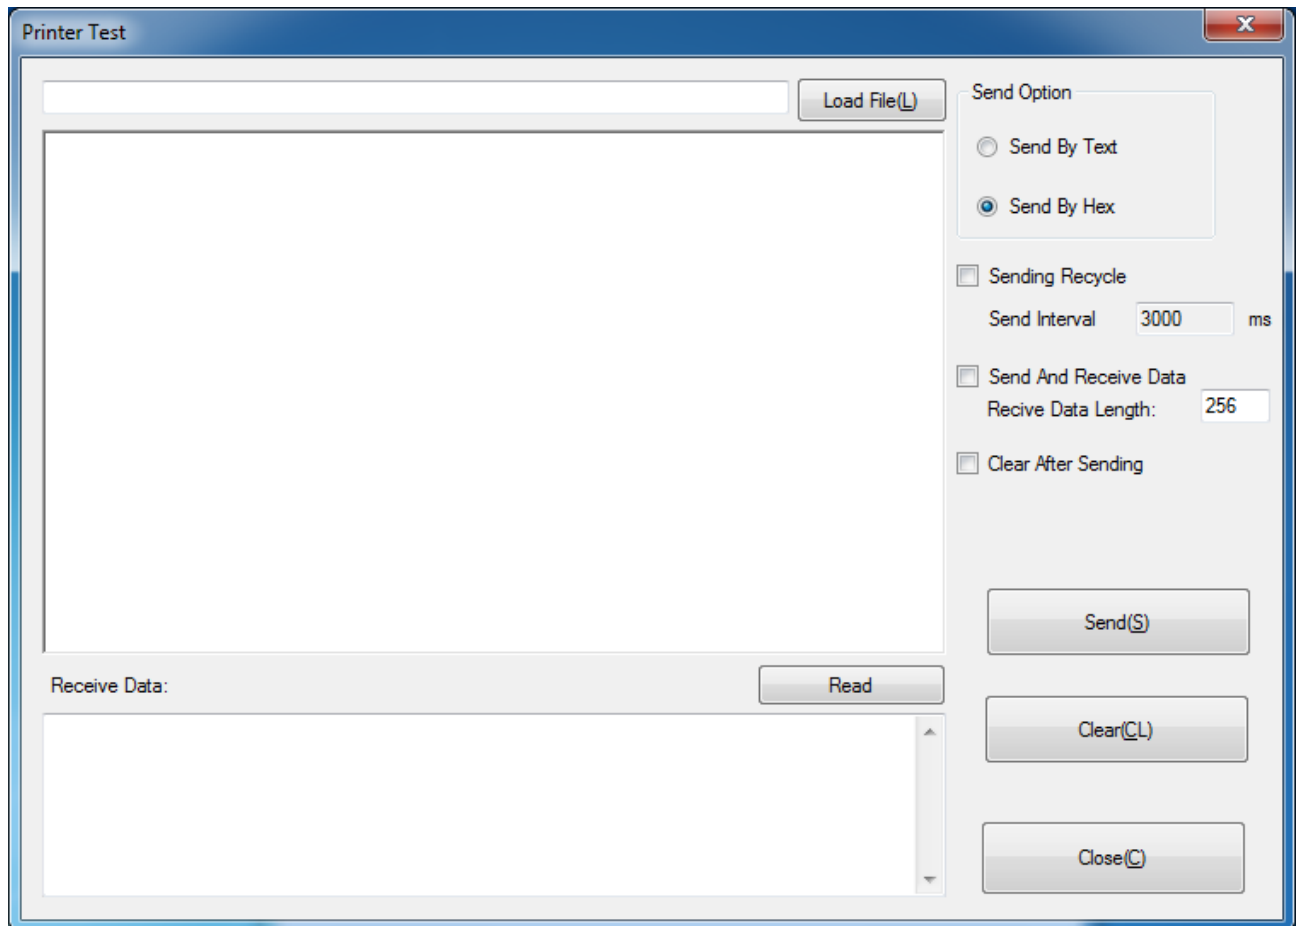 Printer Test
Load File(L)
Send Option
Send By Text
Send By Hex
Sending Recycle
Send Interval 3000 ms
Send And Receive Data
Recive Data Length: 256
Clear After Sending
Send(S)
Receive Data: Read
Clear(CL)
Close(C)